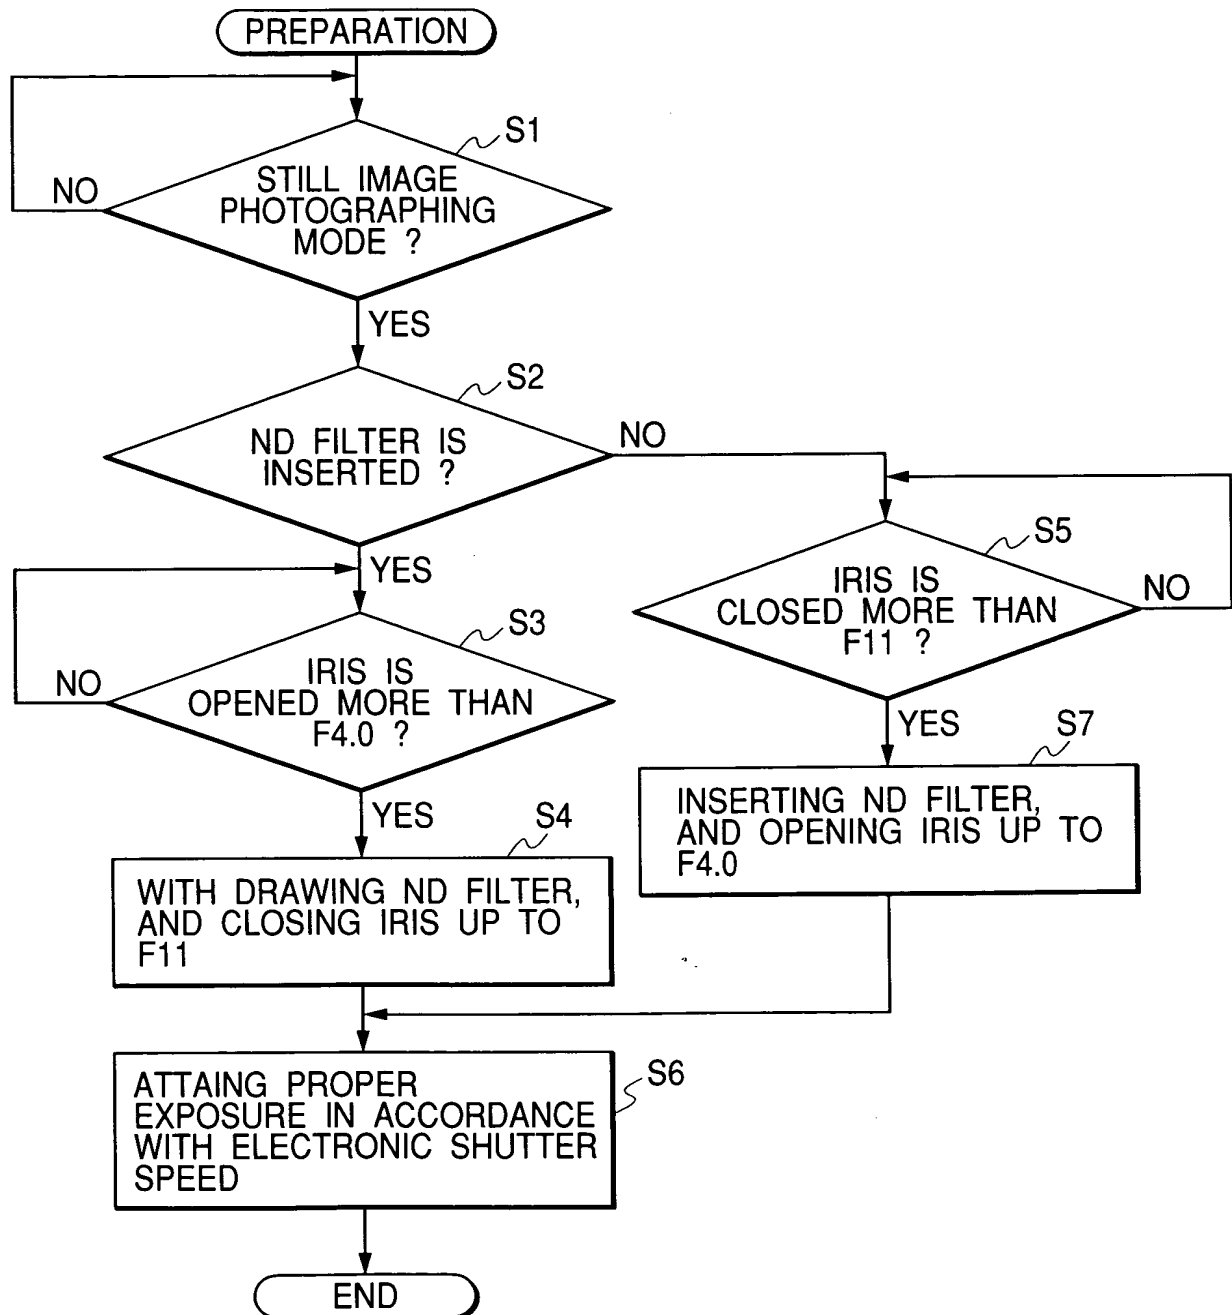 PREPARATION
S1
STILL IMAGE
PHOTOGRAPHING
MODE ?
NO
YES
S2
ND FILTER IS
INSERTED ?
NO
YES
S3
IRIS IS
OPENED MORE THAN
F4.0 ?
NO
YES
S5
IRIS IS
CLOSED MORE THAN
F11 ?
NO
YES
S4
WITH DRAWING ND FILTER,
AND CLOSING IRIS UP TO
F11
S7
INSERTING ND FILTER,
AND OPENING IRIS UP TO
F4.0
S6
ATTAING PROPER
EXPOSURE IN ACCORDANCE
WITH ELECTRONIC SHUTTER
SPEED
END